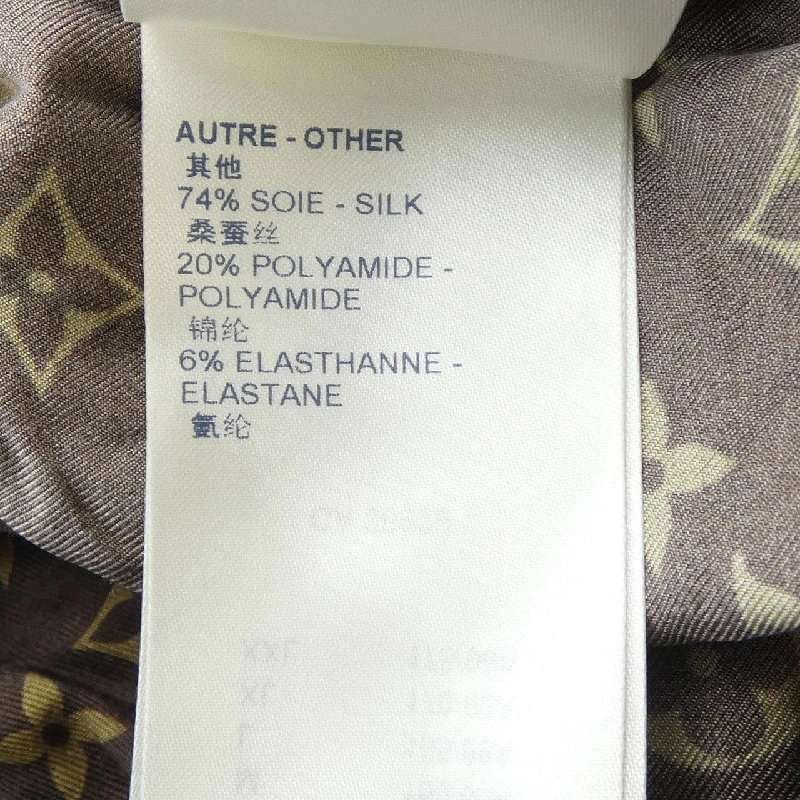 AUTRE - OTHER
其他
74% SOIE - SILK
桑蚕丝
20% POLYAMIDE -
POLYAMIDE
锦纶
6% ELASTHANNE -
ELASTANE
氨纶